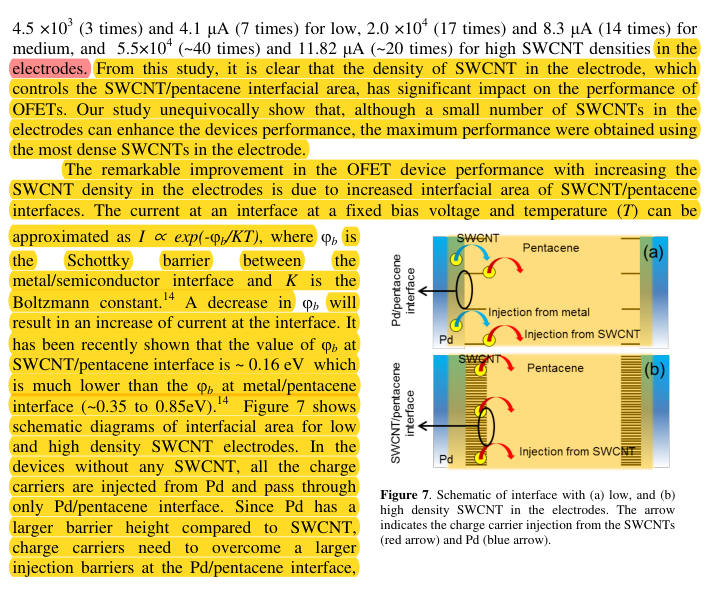 4.5 ×10³ (3 times) and 4.1 µA (7 times) for low, 2.0 ×10⁴ (17 times) and 8.3 µA (14 times) for
medium, and 5.5×10⁴ (~40 times) and 11.82 µA (~20 times) for high SWCNT densities in the
electrodes. From this study, it is clear that the density of SWCNT in the electrode, which
controls the SWCNT/pentacene interfacial area, has significant impact on the performance of
OFETs. Our study unequivocally show that, although a small number of SWCNTs in the
electrodes can enhance the devices performance, the maximum performance were obtained using
the most dense SWCNTs in the electrode.
The remarkable improvement in the OFET device performance with increasing the
SWCNT density in the electrodes is due to increased interfacial area of SWCNT/pentacene
interfaces. The current at an interface at a fixed bias voltage and temperature (T) can be
approximated as I ∝ exp(-φb/KT), where φb is
the Schottky barrier between the
metal/semiconductor interface and K is the
Boltzmann constant.¹⁴ A decrease in φb will
result in an increase of current at the interface. It
has been recently shown that the value of φb at
SWCNT/pentacene interface is ~ 0.16 eV which
is much lower than the φb at metal/pentacene
interface (~0.35 to 0.85eV).¹⁴ Figure 7 shows
schematic diagrams of interfacial area for low
and high density SWCNT electrodes. In the
devices without any SWCNT, all the charge
carriers are injected from Pd and pass through
only Pd/pentacene interface. Since Pd has a
larger barrier height compared to SWCNT,
charge carriers need to overcome a larger
injection barriers at the Pd/pentacene interface,
SWCNT
Pentacene
(a)
Pd/pentacene
interface
Injection from metal
Injection from SWCNT
Pd
SWCNT
Pentacene
(b)
SWCNT/pentacene
interface
Injection from SWCNT
Pd
Figure 7. Schematic of interface with (a) low, and (b)
high density SWCNT in the electrodes. The arrow
indicates the charge carrier injection from the SWCNTs
(red arrow) and Pd (blue arrow).